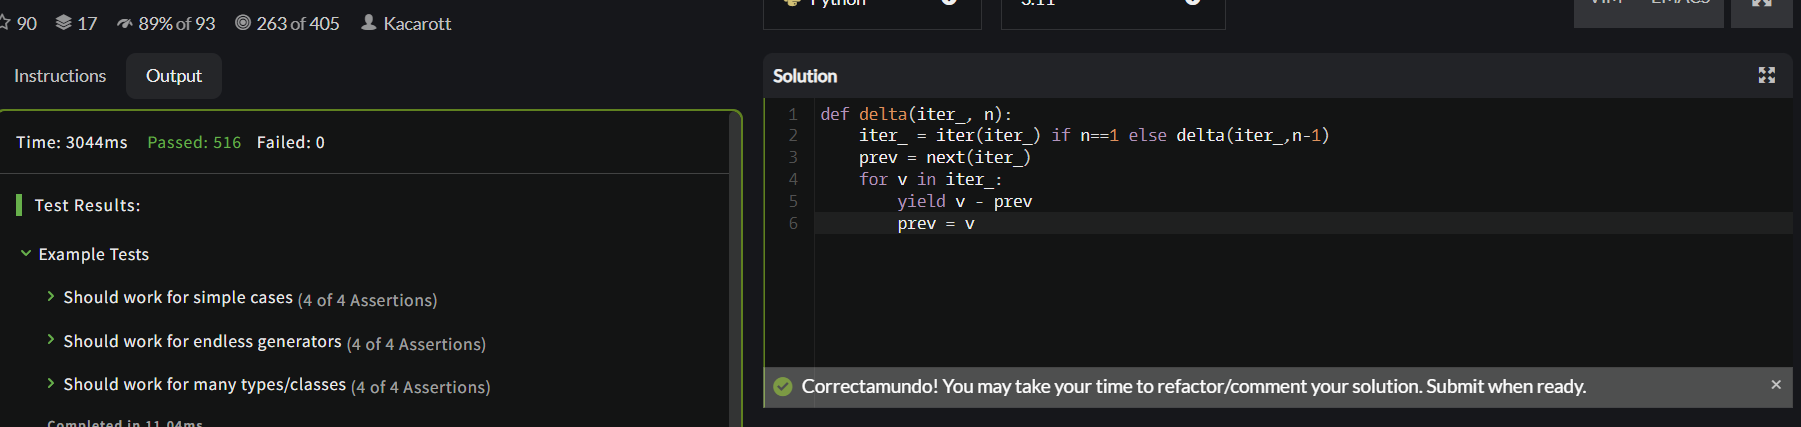 90 17 89% of 93 263 of 405 Kacarott
Python 3.11 VIM EMACS
Instructions Output
Time: 3044ms Passed: 516 Failed: 0
Test Results:
Example Tests
Should work for simple cases (4 of 4 Assertions)
Should work for endless generators (4 of 4 Assertions)
Should work for many types/classes (4 of 4 Assertions)
Completed in 11.04ms
Solution
1 def delta(iter_, n):
2 iter_ = iter(iter_) if n==1 else delta(iter_,n-1)
3 prev = next(iter_)
4 for v in iter_:
5 yield v - prev
6 prev = v
Correctamundo! You may take your time to refactor/comment your solution. Submit when ready.